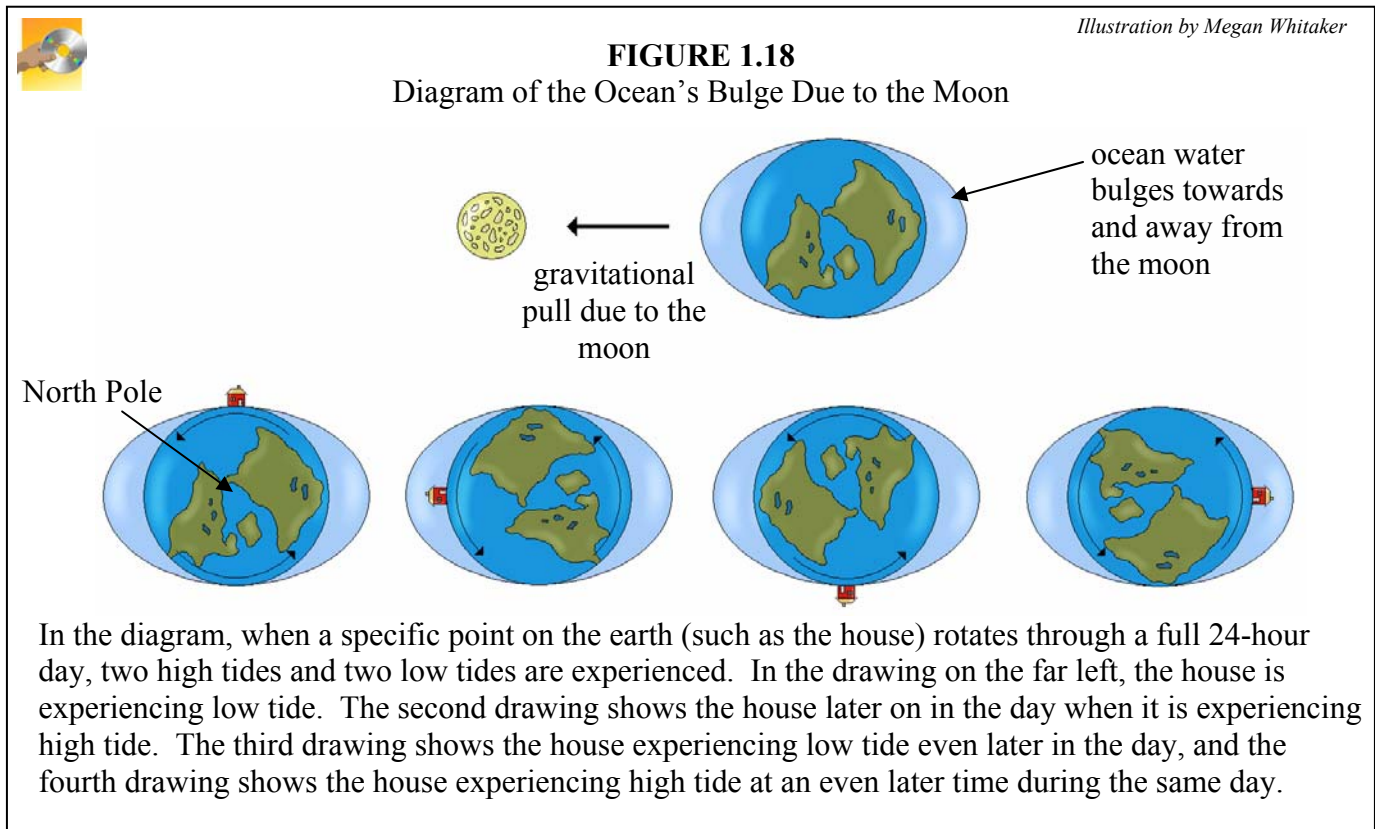 Illustration by Megan Whitaker
FIGURE 1.18
Diagram of the Ocean’s Bulge Due to the Moon
ocean water
bulges towards
and away from
the moon
gravitational
pull due to the
moon
North Pole
In the diagram, when a specific point on the earth (such as the house) rotates through a full 24-hour
day, two high tides and two low tides are experienced.  In the drawing on the far left, the house is
experiencing low tide.  The second drawing shows the house later on in the day when it is experiencing
high tide.  The third drawing shows the house experiencing low tide even later in the day, and the
fourth drawing shows the house experiencing high tide at an even later time during the same day.